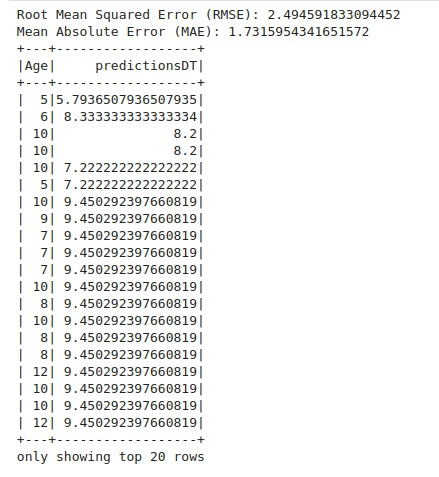 Root Mean Squared Error (RMSE): 2.494591833094452
Mean Absolute Error (MAE): 1.7315954341651572
+---+------------------+
|Age|     predictionsDT|
+---+------------------+
|  5|5.7936507936507935|
|  6| 8.333333333333334|
| 10|               8.2|
| 10|               8.2|
| 10| 7.222222222222222|
|  5| 7.222222222222222|
| 10| 9.450292397660819|
|  9| 9.450292397660819|
|  7| 9.450292397660819|
|  7| 9.450292397660819|
|  7| 9.450292397660819|
| 10| 9.450292397660819|
|  8| 9.450292397660819|
| 10| 9.450292397660819|
|  8| 9.450292397660819|
|  8| 9.450292397660819|
| 12| 9.450292397660819|
| 10| 9.450292397660819|
| 10| 9.450292397660819|
| 12| 9.450292397660819|
+---+------------------+
only showing top 20 rows